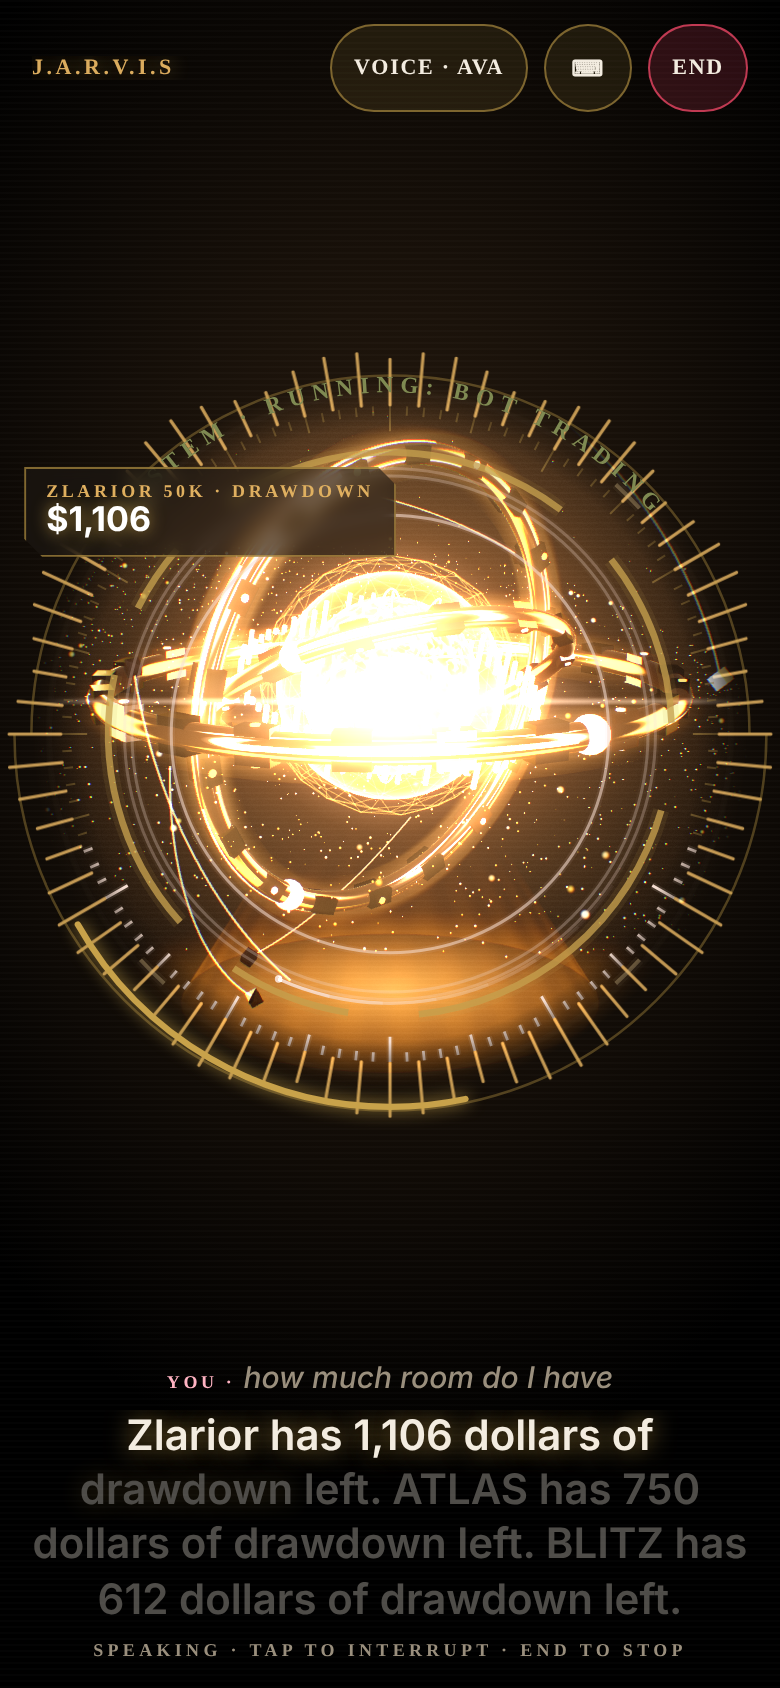 J.A.R.V.I.S
VOICE · AVA
END
TEM · RUNNING: BOT TRADING
ZLARIOR 50K · DRAWDOWN
$1,106
YOU · how much room do I have
Zlarior has 1,106 dollars of
drawdown left. ATLAS has 750
dollars of drawdown left. BLITZ has
612 dollars of drawdown left.
SPEAKING · TAP TO INTERRUPT · END TO STOP